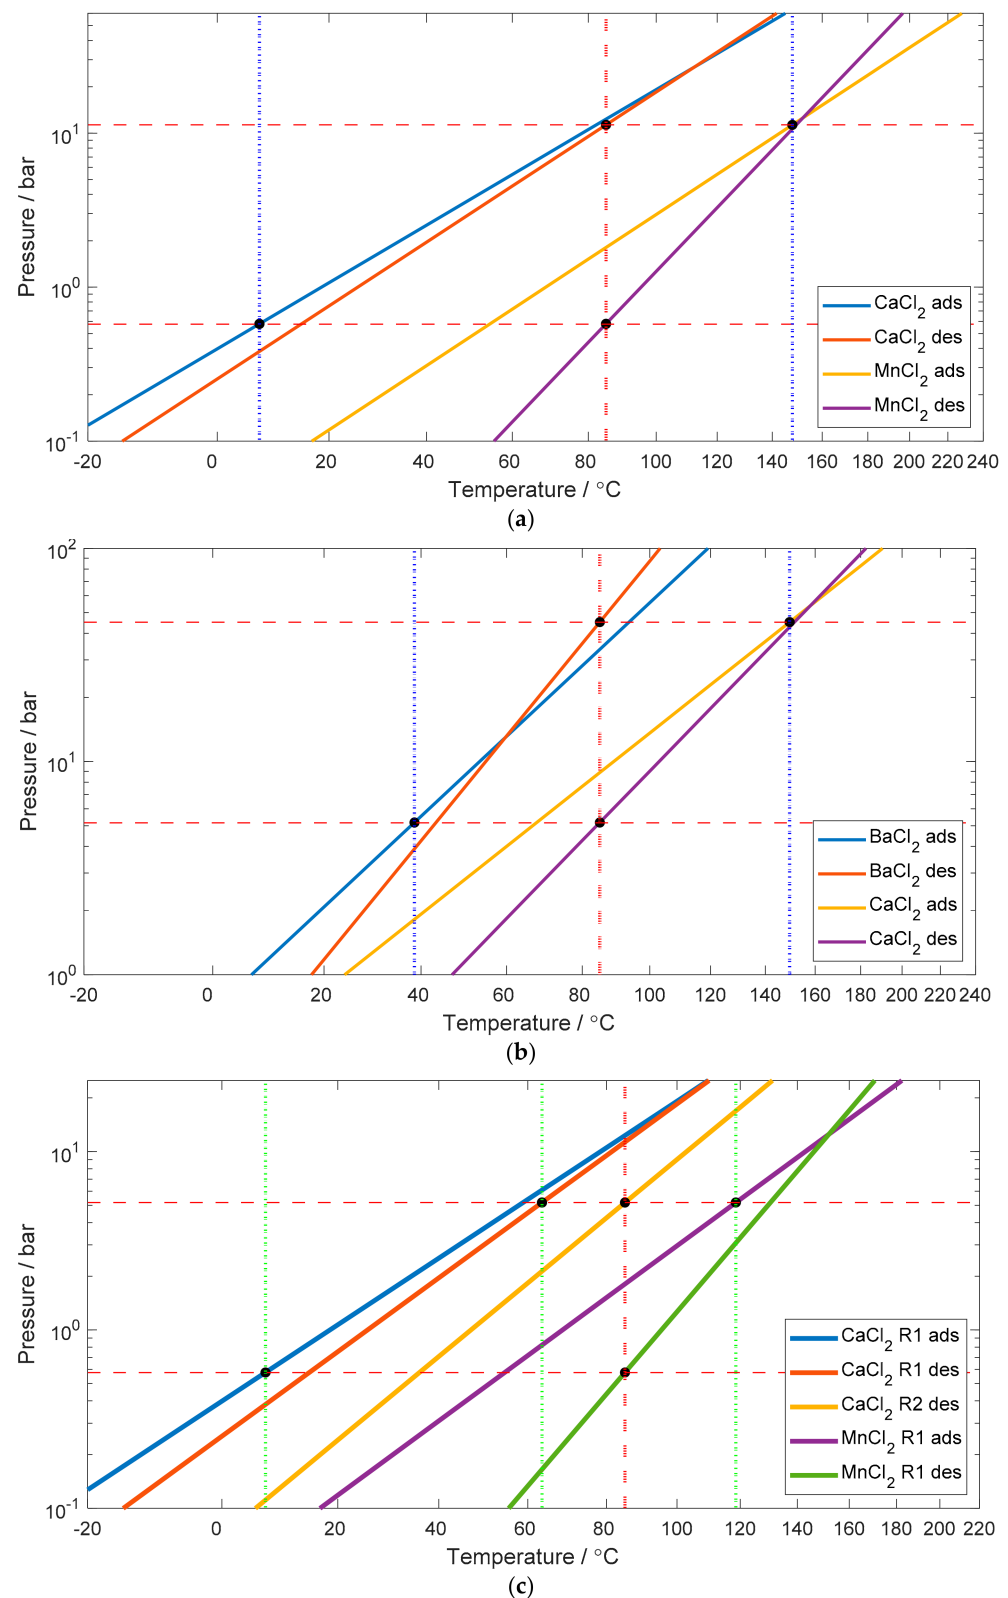 10^1
10^0
10^-1
Pressure / bar
-20 0 20 40 60 80 100 120 140 160 180 200 220 240
Temperature / °C
CaCl2 ads
CaCl2 des
MnCl2 ads
MnCl2 des
(a)
10^2
10^1
10^0
Pressure / bar
-20 0 20 40 60 80 100 120 140 160 180 200 220 240
Temperature / °C
BaCl2 ads
BaCl2 des
CaCl2 ads
CaCl2 des
(b)
10^1
10^0
10^-1
Pressure / bar
-20 0 20 40 60 80 100 120 140 160 180 200 220
Temperature / °C
CaCl2 R1 ads
CaCl2 R1 des
CaCl2 R2 des
MnCl2 R1 ads
MnCl2 R1 des
(c)